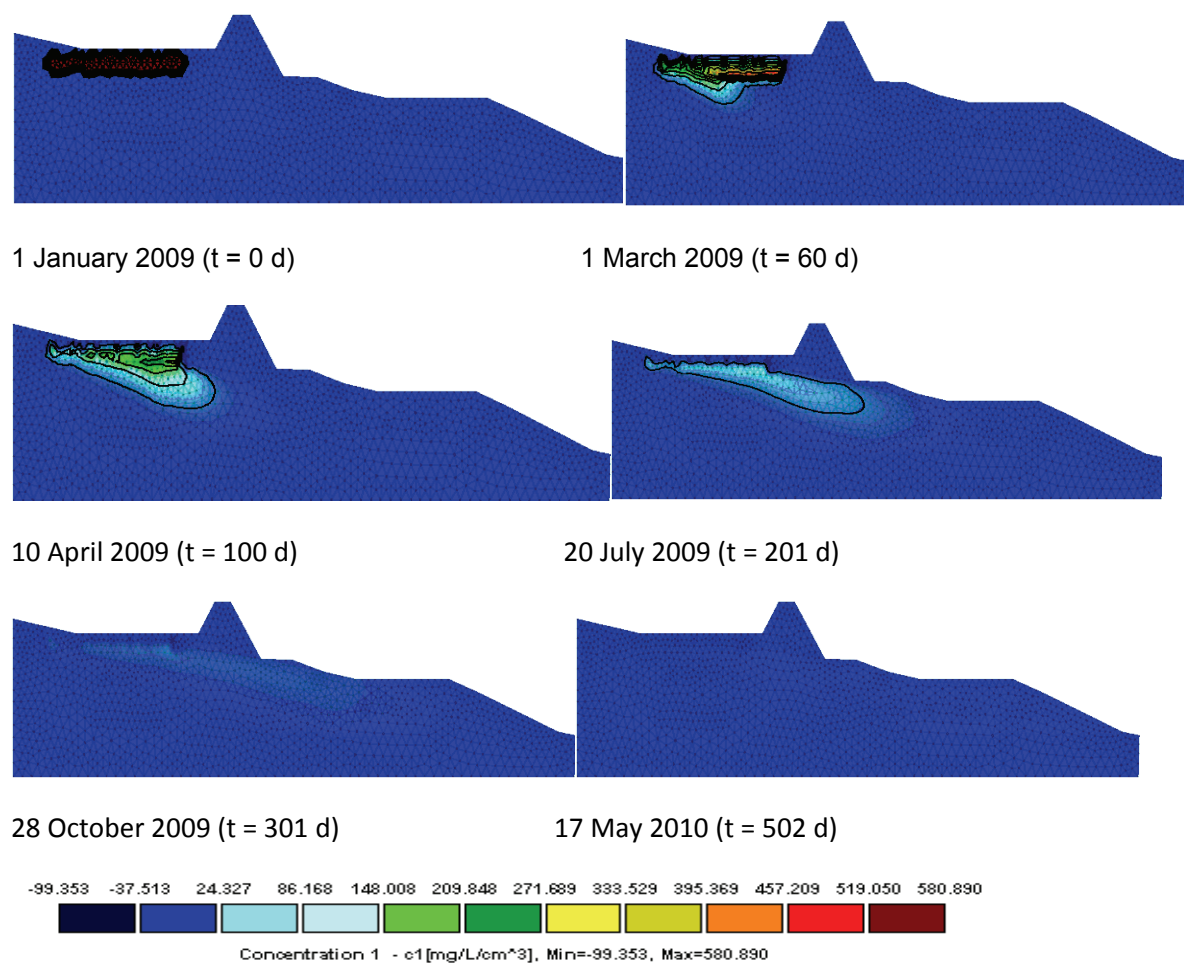 1 January 2009 (t = 0 d)
1 March 2009 (t = 60 d)
10 April 2009 (t = 100 d)
20 July 2009 (t = 201 d)
28 October 2009 (t = 301 d)
17 May 2010 (t = 502 d)
-99.353 -37.513 24.327 86.168 148.008 209.848 271.689 333.529 395.369 457.209 519.050 580.890
Concentration 1 - c1[mg/L/cm^3], Min=-99.353, Max=580.890